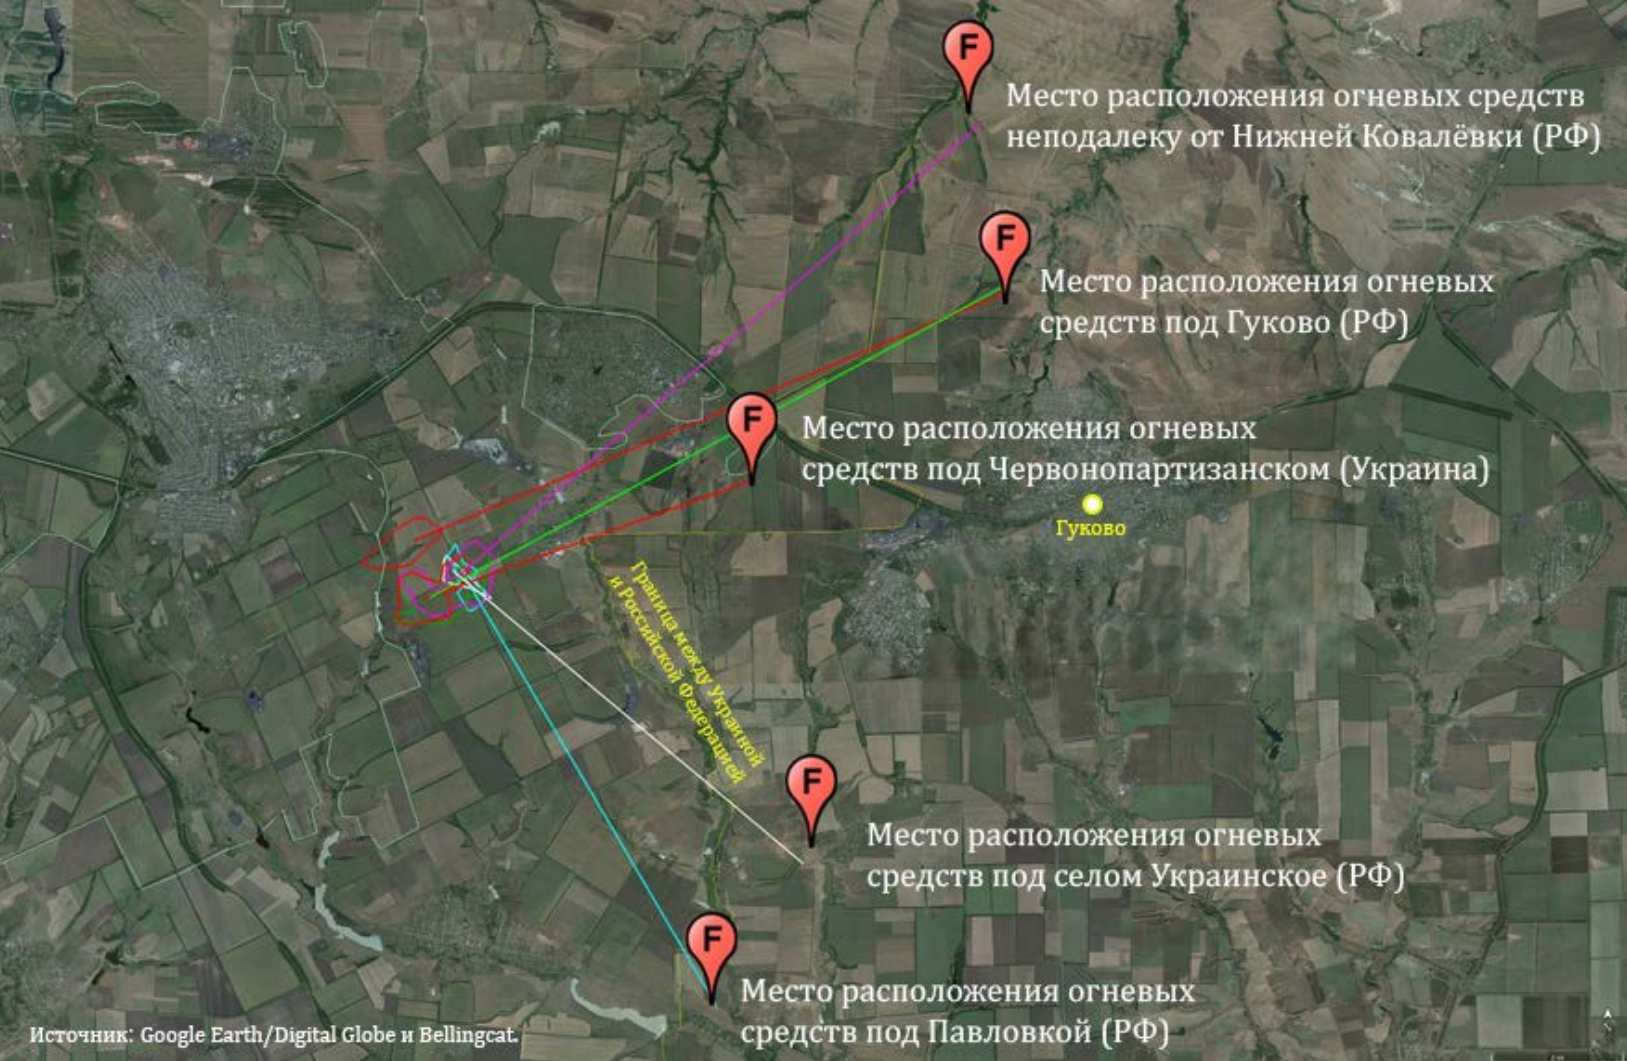 F
Место расположения огневых средств
неподалеку от Нижней Ковалёвки (РФ)
F
Место расположения огневых
средств под Гуково (РФ)
F
Место расположения огневых
средств под Червонопартизанском (Украина)
Гуково
Граница между Украиной
и Российской Федерацией
F
Место расположения огневых
средств под селом Украинское (РФ)
F
Место расположения огневых
средств под Павловкой (РФ)
Источник: Google Earth/Digital Globe и Bellingcat.